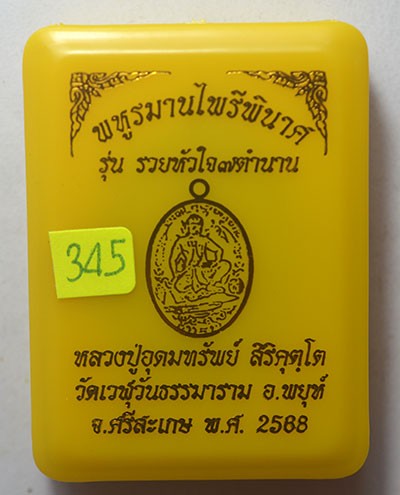 พหูรมานไพรีพินาศ
รุ่น รวยหัวใจ๗ตำนาน
345
หลวงปู่อุดมทรัพย์ สิริคุตฺโต
วัดเวฬุวันธรรมาราม อ.พยุห์
จ.ศรีสะเกษ พ.ศ. 2568